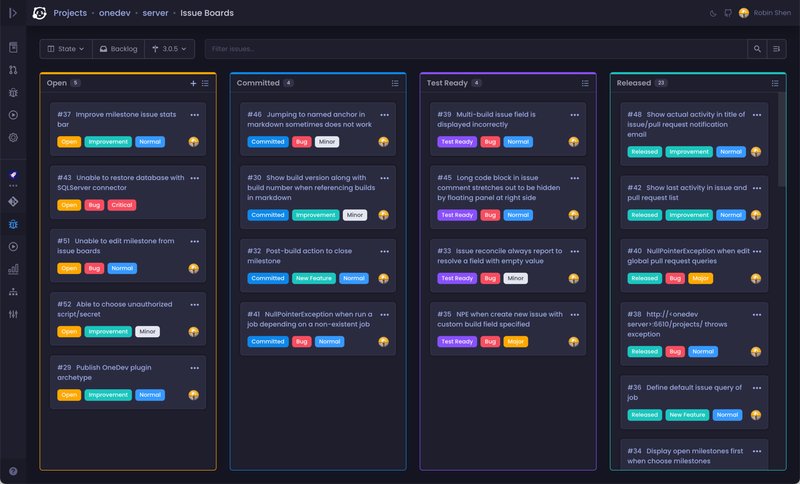 Projects onedev server Issue Boards
Robin Shen
State Backlog 3.0.5
Filter issues...
Open 5
#37 Improve milestone issue stats
bar
Open Improvement Normal
#43 Unable to restore database with
SQLServer connector
Open Bug Critical
#51 Unable to edit milestone from
issue boards
Open Bug Normal
#52 Able to choose unauthorized
script/secret
Open Improvement Minor
#29 Publish OneDev plugin
archetype
Open Improvement Normal
Committed 4
#46 Jumping to named anchor in
markdown sometimes does not work
Committed Bug Minor
#30 Show build version along with
build number when referencing builds
in markdown
Committed Improvement Minor
#32 Post-build action to close
milestone
Committed New Feature Normal
#41 NullPointerException when run a
job depending on a non-existent job
Committed Bug Normal
Test Ready 4
#39 Multi-build issue field is
displayed incorrectly
Test Ready Bug Normal
#45 Long code block in issue
comment stretches out to be hidden
by floating panel at right side
Test Ready Bug Normal
#33 Issue reconcile always report to
resolve a field with empty value
Test Ready Bug Minor
#35 NPE when create new issue with
custom build field specified
Test Ready Bug Major
Released 23
#48 Show actual activity in title of
issue/pull request notification
email
Released Improvement Normal
#42 Show last activity in issue and
pull request list
Released Improvement Normal
#40 NullPointerException when edit
global pull request queries
Released Bug Major
#38 http://<onedev
server>:6610/projects/ throws
exception
Released Bug Normal
#36 Define default issue query of
job
Released New Feature Normal
#34 Display open milestones first
when choose milestones